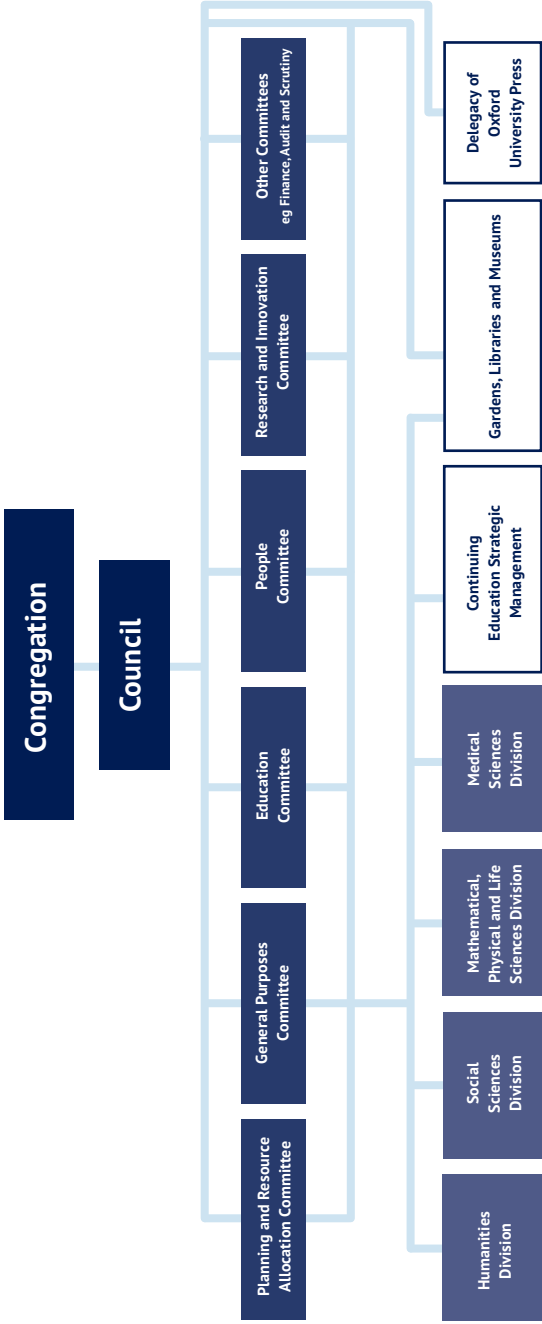 Congregation
Council
Planning and Resource
Allocation Committee
General Purposes
Committee
Education
Committee
People
Committee
Research and Innovation
Committee
Other Committees
eg Finance, Audit and Scrutiny
Humanities
Division
Social
Sciences
Division
Mathematical,
Physical and Life
Sciences Division
Medical
Sciences
Division
Continuing
Education Strategic
Management
Gardens, Libraries and Museums
Delegacy of
Oxford
University Press